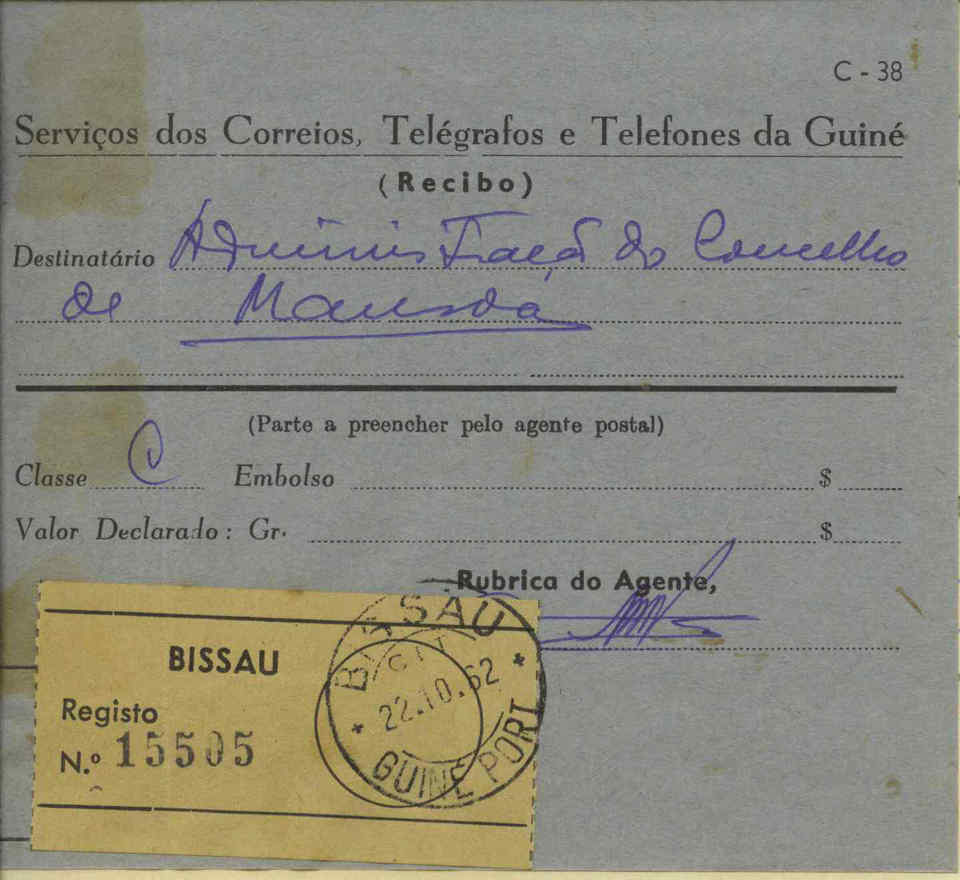 C - 38
Serviços dos Correios, Telégrafos e Telefones da Guiné
(Recibo)
Destinatário Administração do Concelho
de Mansoa
(Parte a preencher pelo agente postal)
Classe C Embolso $
Valor Declarado: Gr. $
Rubrica do Agente,
BISSAU
Registo
N.º 15505
BISSAU
CTT
22.10.62
GUINÉ PORT